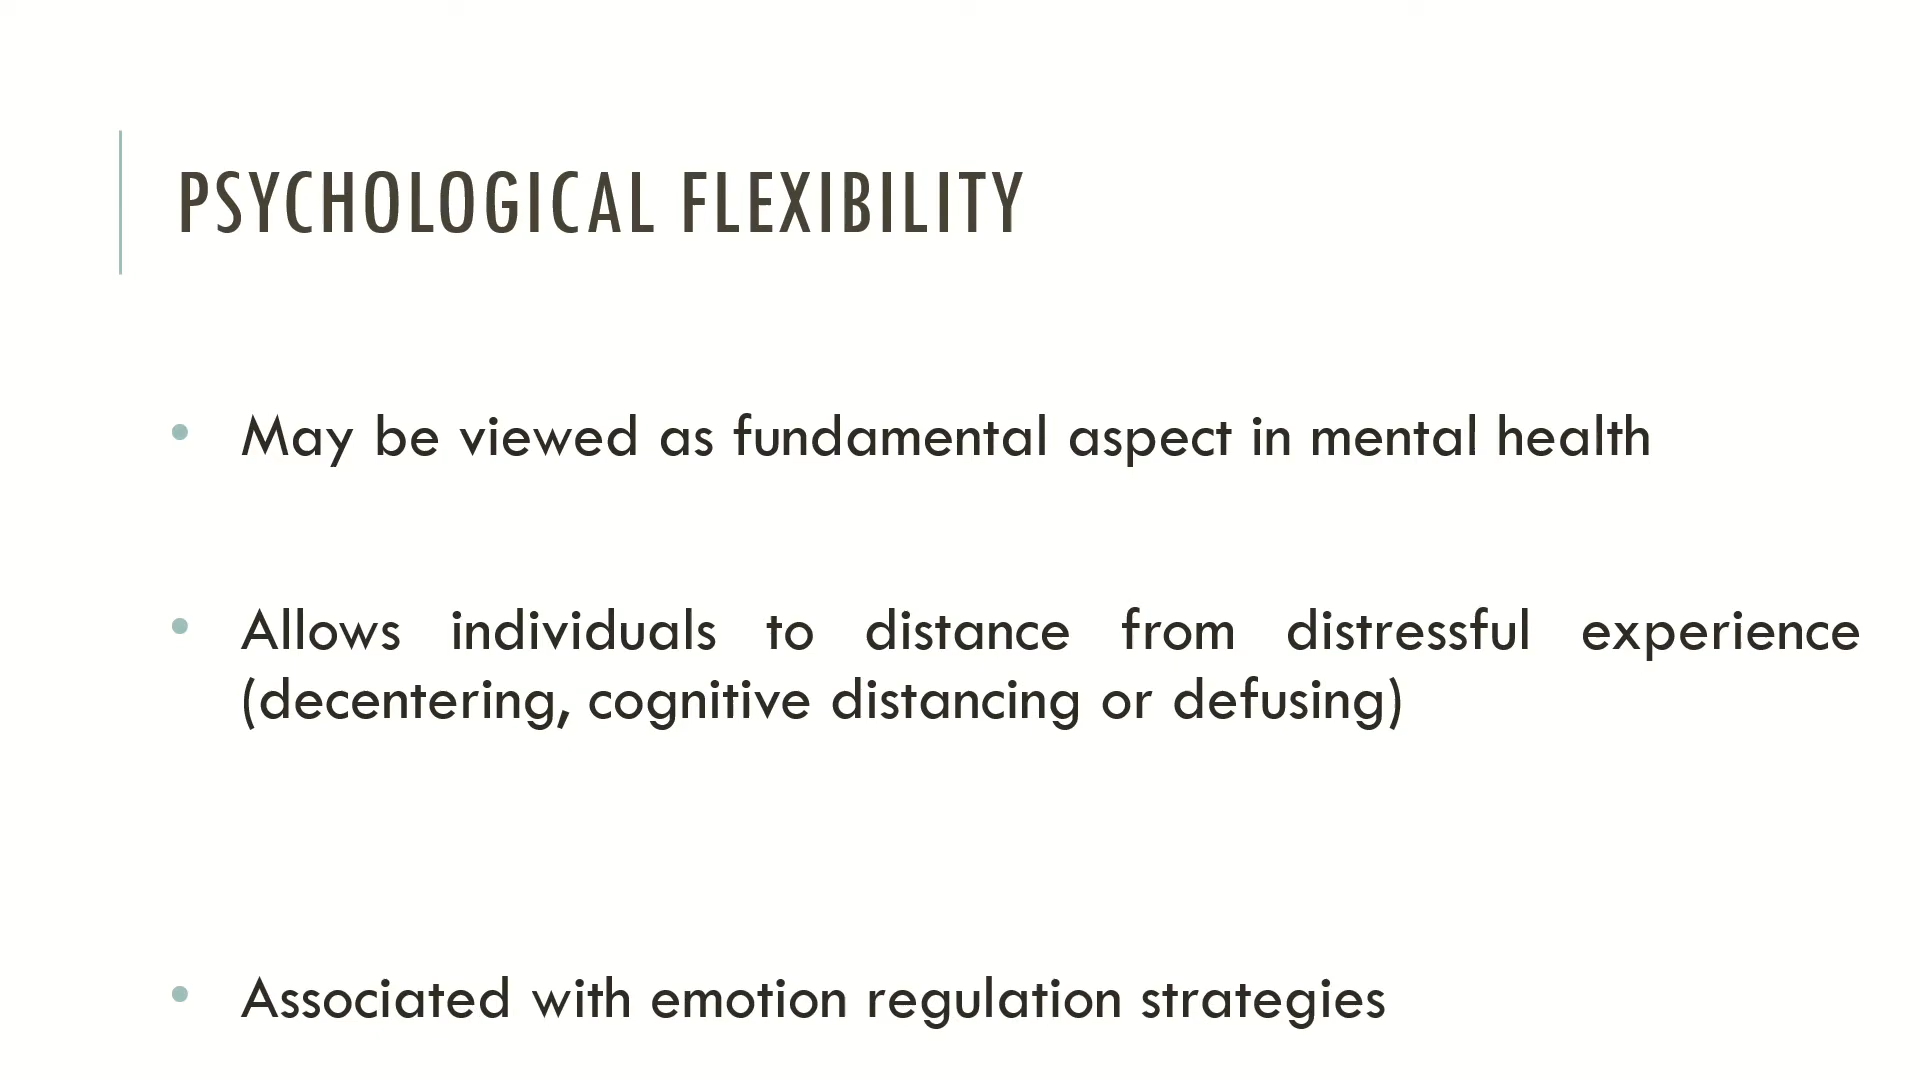 PSYCHOLOGICAL FLEXIBILITY
• May be viewed as fundamental aspect in mental health
• Allows individuals to distance from distressful experience
(decentering, cognitive distancing or defusing)
• Associated with emotion regulation strategies